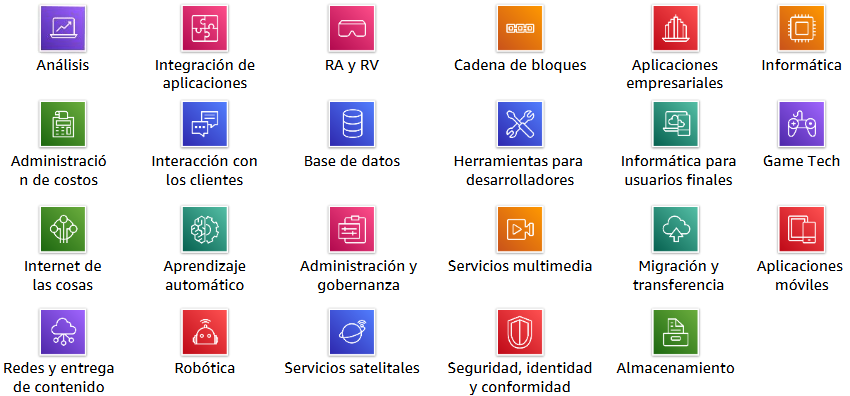 Análisis
Integración de
aplicaciones
RA y RV
Cadena de bloques
Aplicaciones
empresariales
Informática
Administració
n de costos
Interacción con
los clientes
Base de datos
Herramientas para
desarrolladores
Informática para
usuarios finales
Game Tech
Internet de
las cosas
Aprendizaje
automático
Administración y
gobernanza
Servicios multimedia
Migración y
transferencia
Aplicaciones
móviles
Redes y entrega
de contenido
Robótica
Servicios satelitales
Seguridad, identidad
y conformidad
Almacenamiento